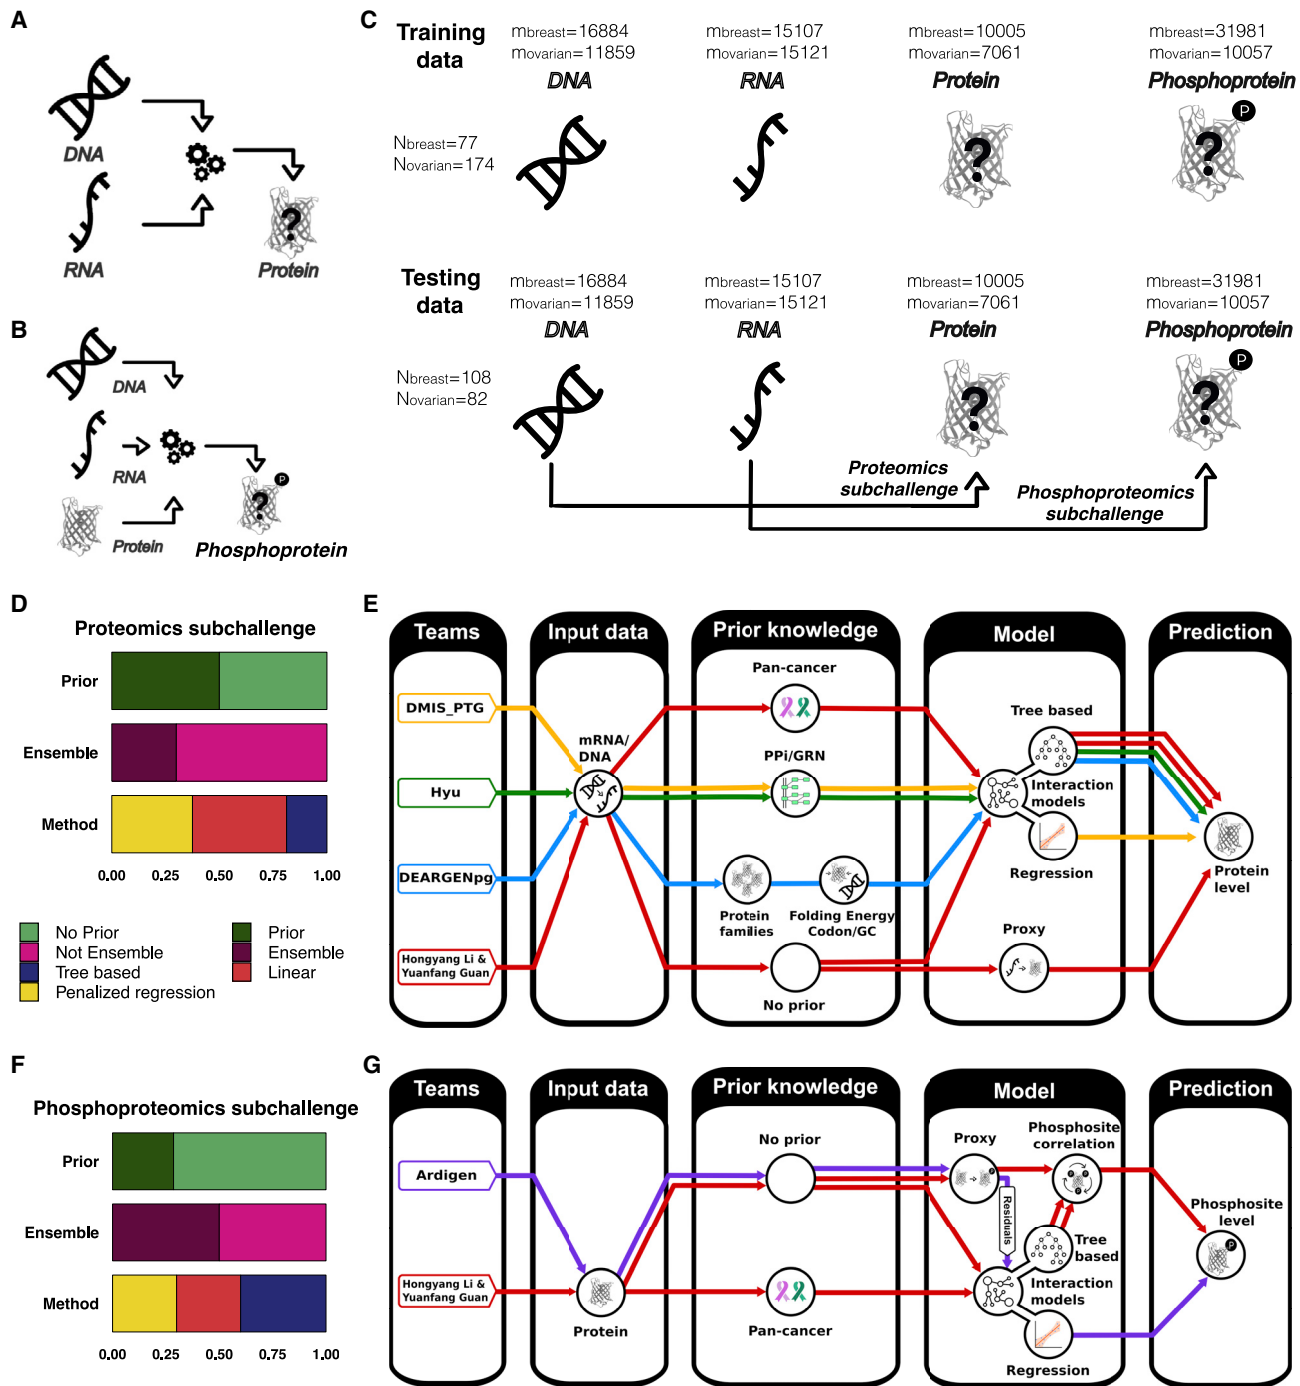 A
DNA
RNA
Protein
?
B
DNA
RNA
Protein
P
?
Phosphoprotein
C
Training
data
mbreast=16884
movarian=11859
DNA
mbreast=15107
movarian=15121
RNA
mbreast=10005
movarian=7061
Protein
mbreast=31981
movarian=10057
Phosphoprotein
Nbreast=77
Novarian=174
?
P
?
Testing
data
mbreast=16884
movarian=11859
DNA
mbreast=15107
movarian=15121
RNA
mbreast=10005
movarian=7061
Protein
mbreast=31981
movarian=10057
Phosphoprotein
Nbreast=108
Novarian=82
?
P
?
Proteomics
subchallenge
Phosphoproteomics
subchallenge
D
Proteomics subchallenge
Prior
Ensemble
Method
0.00 0.25 0.50 0.75 1.00
No Prior
Not Ensemble
Tree based
Penalized regression
Prior
Ensemble
Linear
E
Teams
Input data
Prior knowledge
Model
Prediction
DMIS_PTG
Hyu
DEARGENpg
Hongyang Li &
Yuanfang Guan
mRNA/
DNA
Pan-cancer
PPi/GRN
Protein
families
Folding Energy
Codon/GC
No prior
Tree based
Interaction
models
Regression
Proxy
Protein
level
F
Phosphoproteomics subchallenge
Prior
Ensemble
Method
0.00 0.25 0.50 0.75 1.00
G
Teams
Input data
Prior knowledge
Model
Prediction
Ardigen
Hongyang Li &
Yuanfang Guan
Protein
No prior
Pan-cancer
Proxy
Residuals
Phosphosite
correlation
Tree
based
Interaction
models
Regression
Phosphosite
level
P